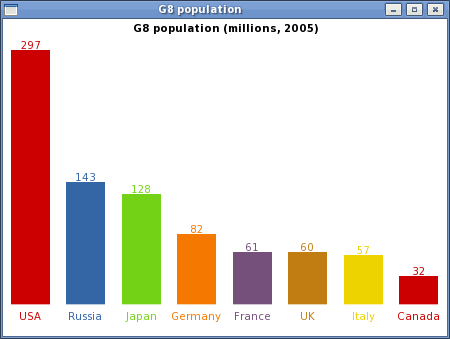 G8 population
G8 population (millions, 2005)
297
143
128
82
61
60
57
32
USA Russia Japan Germany France UK Italy Canada